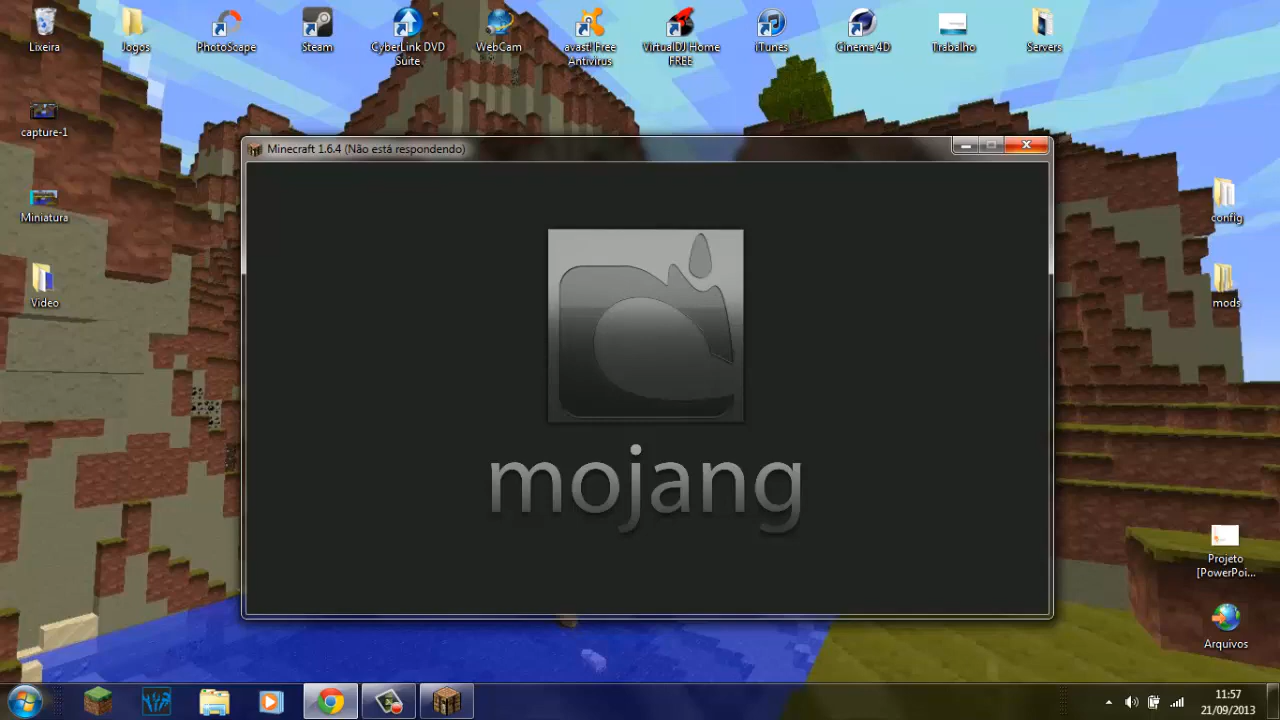 Lixeira
Jogos
PhotoScape
Steam
CyberLink DVD
Suite
WebCam
avast! Free
Antivirus
VirtualDJ Home
FREE
iTunes
Cinema 4D
Trabalho
Servers
capture-1
Minecraft 1.6.4 (Não está respondendo)
Miniatura
config
Video
mods
mojang
Projeto
[PowerPoi...
Arquivos
11:57
21/09/2013